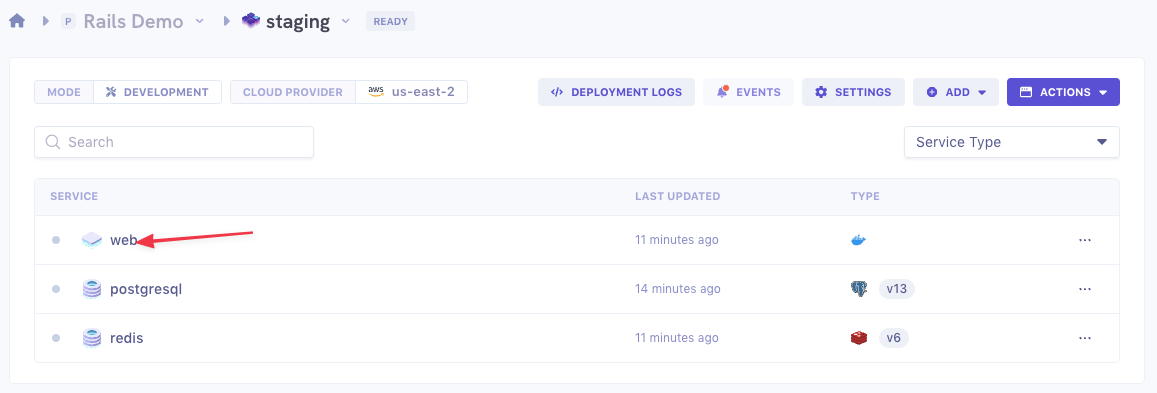 P Rails Demo staging READY
MODE DEVELOPMENT CLOUD PROVIDER aws us-east-2 DEPLOYMENT LOGS EVENTS SETTINGS ADD ACTIONS
Search Service Type
SERVICE LAST UPDATED TYPE
web 11 minutes ago
postgresql 14 minutes ago v13
redis 11 minutes ago v6